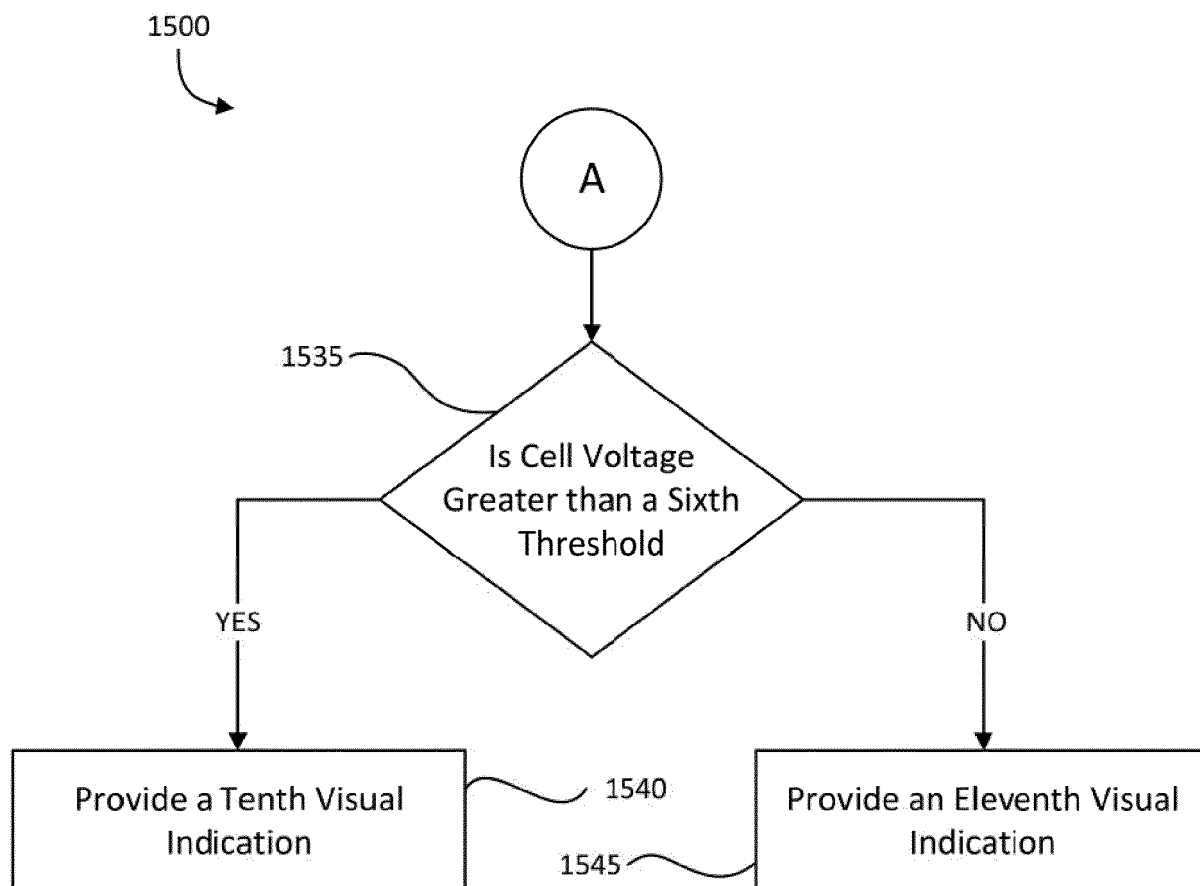 1500
A
1535
Is Cell Voltage
Greater than a Sixth
Threshold
YES
NO
Provide a Tenth Visual
Indication
1540
Provide an Eleventh Visual
Indication
1545